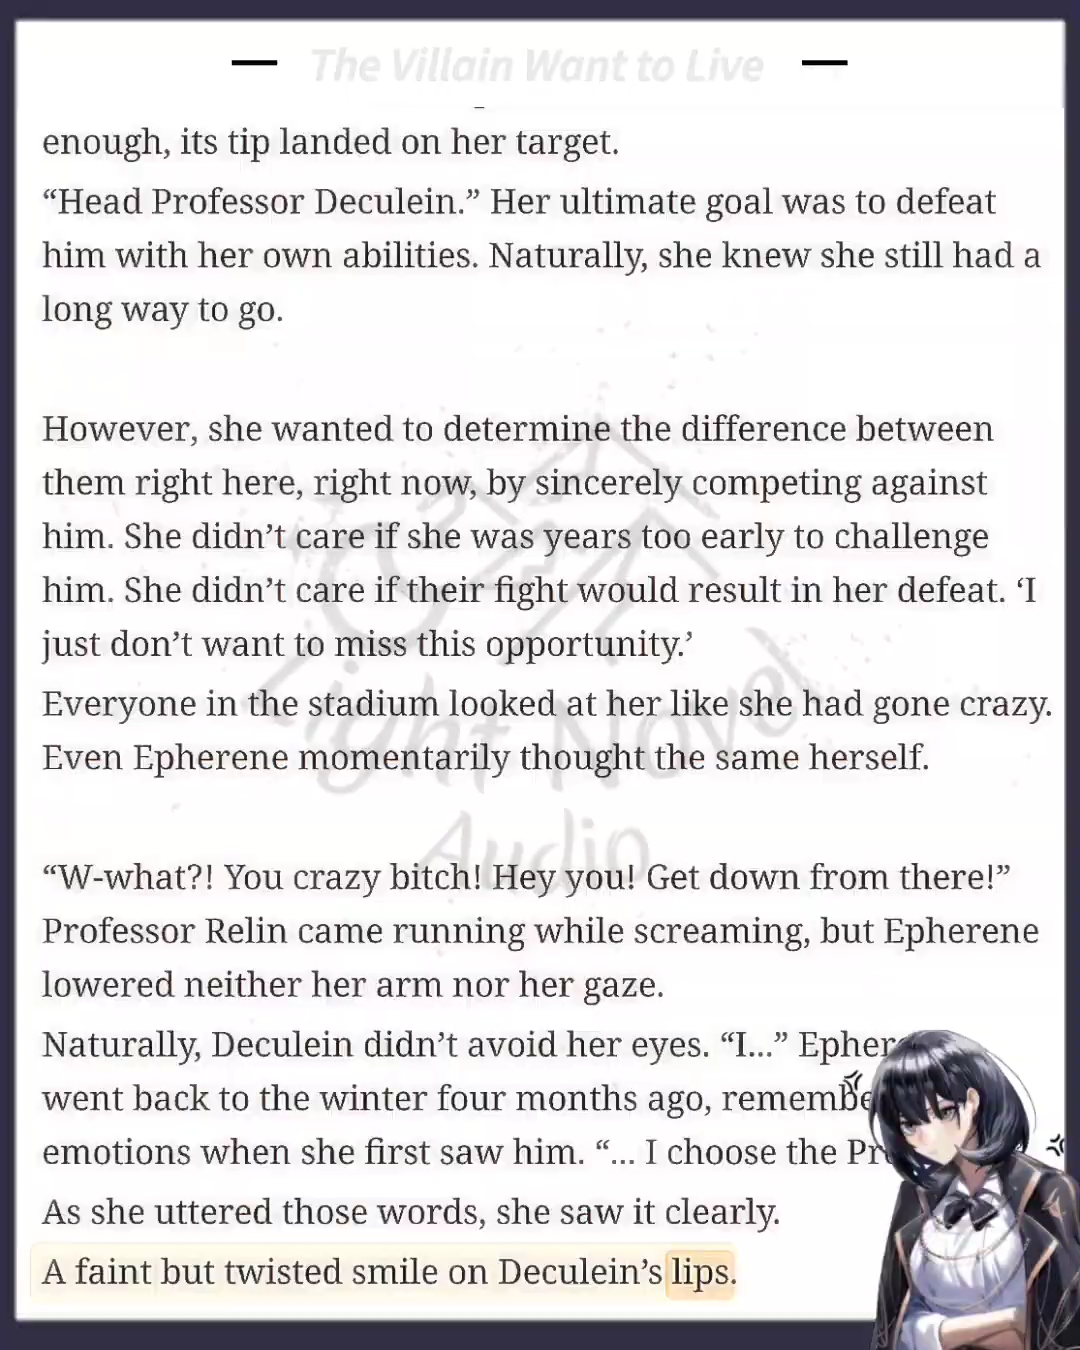 The Villain Want to Live
enough, its tip landed on her target.
“Head Professor Deculein.” Her ultimate goal was to defeat
him with her own abilities. Naturally, she knew she still had a
long way to go.
However, she wanted to determine the difference between
them right here, right now, by sincerely competing against
him. She didn’t care if she was years too early to challenge
him. She didn’t care if their fight would result in her defeat. ‘I
just don’t want to miss this opportunity.’
Everyone in the stadium looked at her like she had gone crazy.
Even Epherene momentarily thought the same herself.
“W-what?! You crazy bitch! Hey you! Get down from there!”
Professor Relin came running while screaming, but Epherene
lowered neither her arm nor her gaze.
Naturally, Deculein didn’t avoid her eyes. “I...”
went back to the winter four months ago,
emotions when she first saw him. “... I choose the
As she uttered those words, she saw it clearly.
A faint but twisted smile on Deculein’s lips.
Light Novel
Audio